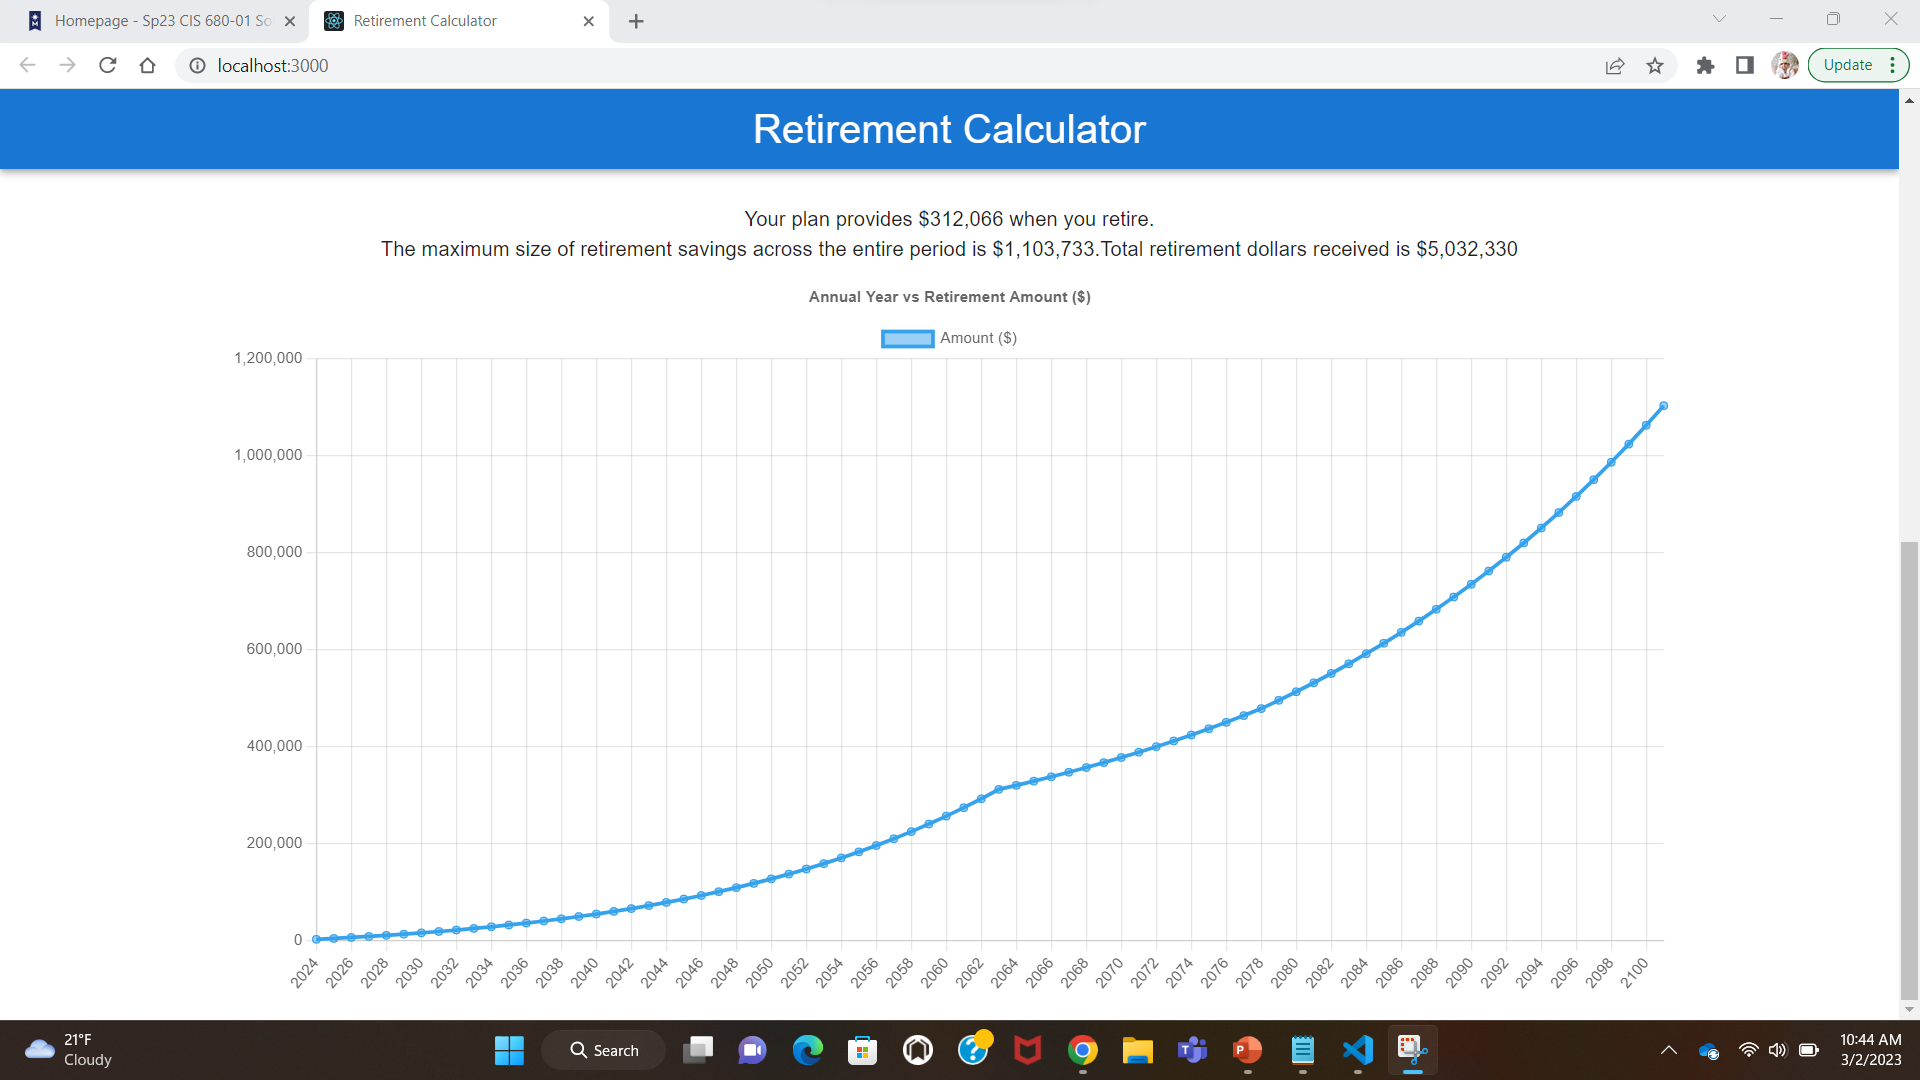 Homepage - Sp23 CIS 680-01 So
Retirement Calculator
localhost:3000
Update
Retirement Calculator
Your plan provides $312,066 when you retire.
The maximum size of retirement savings across the entire period is $1,103,733.Total retirement dollars received is $5,032,330
Annual Year vs Retirement Amount ($)
Amount ($)
1,200,000
1,000,000
800,000
600,000
400,000
200,000
0
2024 2026 2028 2030 2032 2034 2036 2038 2040 2042 2044 2046 2048 2050 2052 2054 2056 2058 2060 2062 2064 2066 2068 2070 2072 2074 2076 2078 2080 2082 2084 2086 2088 2090 2092 2094 2096 2098 2100
21°F
Cloudy
Search
10:44 AM
3/2/2023